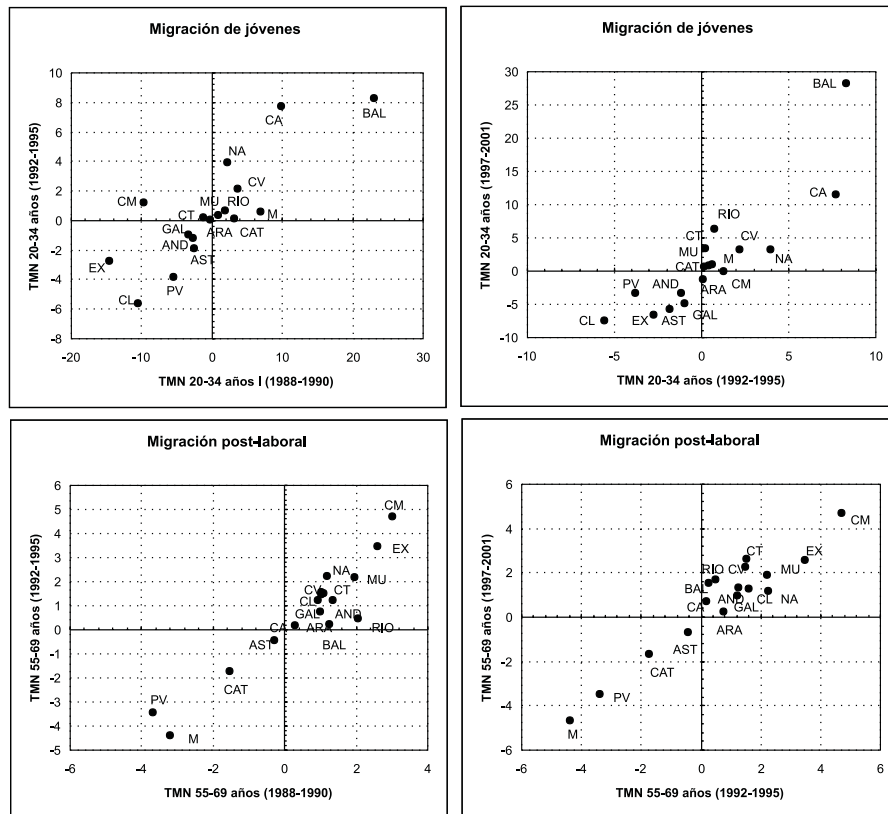 Migración de jóvenes
10
8
6
4
2
0
-2
-4
-6
-8
-20
-10
0
10
20
30
TMN 20-34 años (1992-1995)
TMN 20-34 años I (1988-1990)
CA
BAL
NA
CV
CM
MU
RIO
CT
M
GAL
ARA
CAT
AND
AST
EX
PV
CL
Migración de jóvenes
30
25
20
15
10
5
0
-5
-10
-5
0
5
10
TMN 20-34 años (1997-2001)
TMN 20-34 años (1992-1995)
BAL
CA
RIO
CT
CV
MU
M
NA
CAT
PV
AND
ARA
CM
CL
EX
AST
GAL
Migración post-laboral
6
5
4
3
2
1
0
-1
-2
-3
-4
-5
-6
-4
-2
0
2
4
TMN 55-69 años (1992-1995)
TMN 55-69 años (1988-1990)
CM
EX
NA
MU
CV
CT
CL
GAL
AND
CA
ARA
RIO
AST
BAL
CAT
PV
M
Migración post-laboral
6
4
2
0
-2
-4
-6
-6
-4
-2
0
2
4
6
TMN 55-69 años (1997-2001)
TMN 55-69 años (1992-1995)
CM
CT
EX
RIO
CV
MU
BAL
AND
CL
NA
CA
GAL
ARA
AST
CAT
PV
M